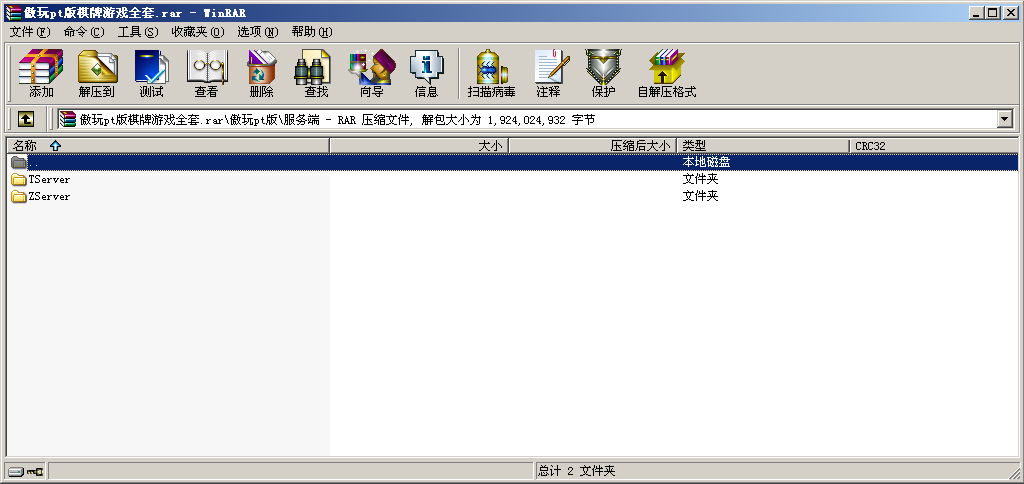 傲玩pt版棋牌游戏全套.rar - WinRAR
文件(F) 命令(C) 工具(S) 收藏夹(O) 选项(N) 帮助(H)
添加 解压到 测试 查看 删除 查找 向导 信息 扫描病毒 注释 保护 自解压格式
傲玩pt版棋牌游戏全套.rar\傲玩pt版\服务端 - RAR 压缩文件, 解包大小为 1,924,024,932 字节
名称 大小 压缩后大小 类型 CRC32
.. 本地磁盘
TServer 文件夹
ZServer 文件夹
总计 2 文件夹